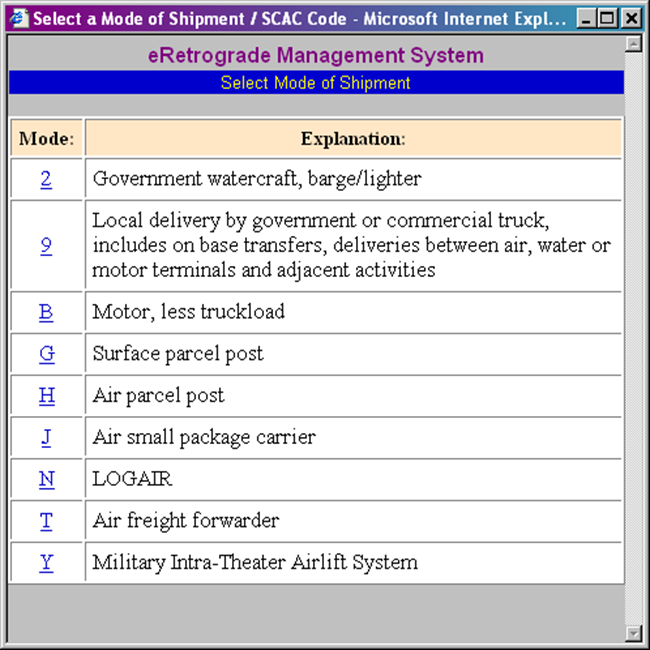 Select a Mode of Shipment / SCAC Code - Microsoft Internet Expl...
eRetrograde Management System
Select Mode of Shipment
Mode: Explanation:
2 Government watercraft, barge/lighter
Local delivery by government or commercial truck,
9 includes on base transfers, deliveries between air, water or
motor terminals and adjacent activities
B Motor, less truckload
G Surface parcel post
H Air parcel post
J Air small package carrier
N LOGAIR
T Air freight forwarder
Y Military Intra-Theater Airlift System